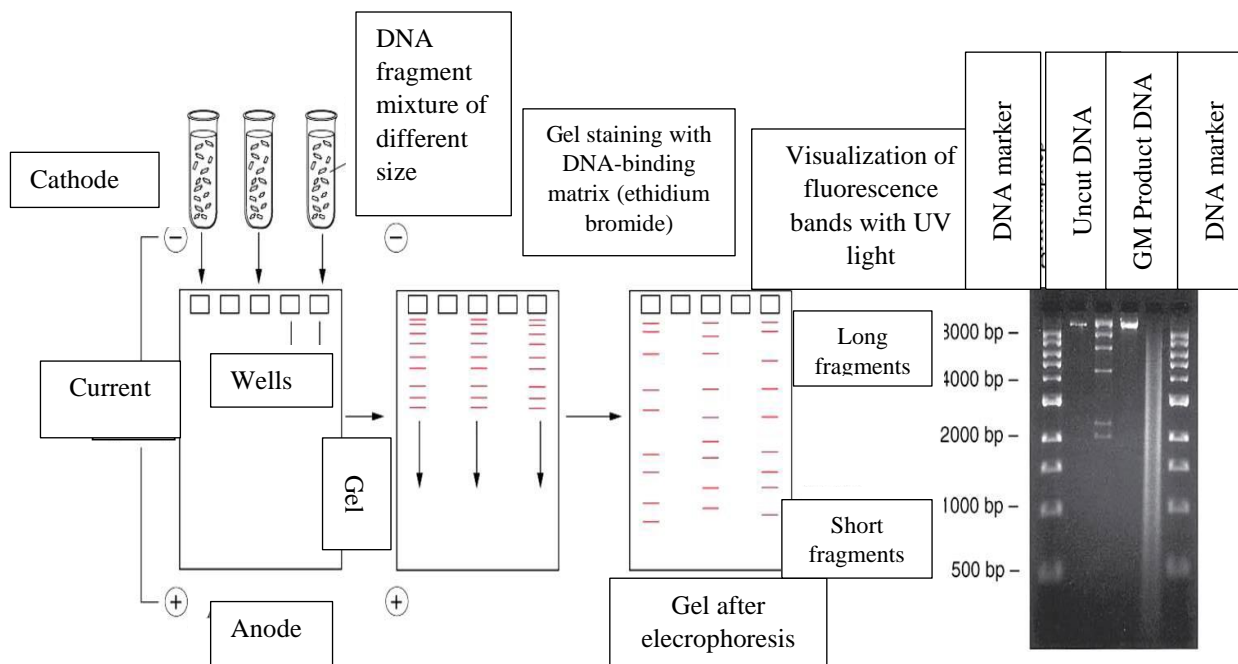 DNA
fragment
mixture of
different
size
Cathode
Gel staining with
DNA-binding
matrix (ethidium
bromide)
Visualization of
fluorescence
bands with UV
light
DNA marker
Uncut DNA
GM Product DNA
DNA marker
−
−
Current
Wells
Gel
Long
fragments
Short
fragments
+
+
Anode
Gel after
elecrophoresis
8000 bp –
4000 bp –
2000 bp –
1000 bp –
500 bp –